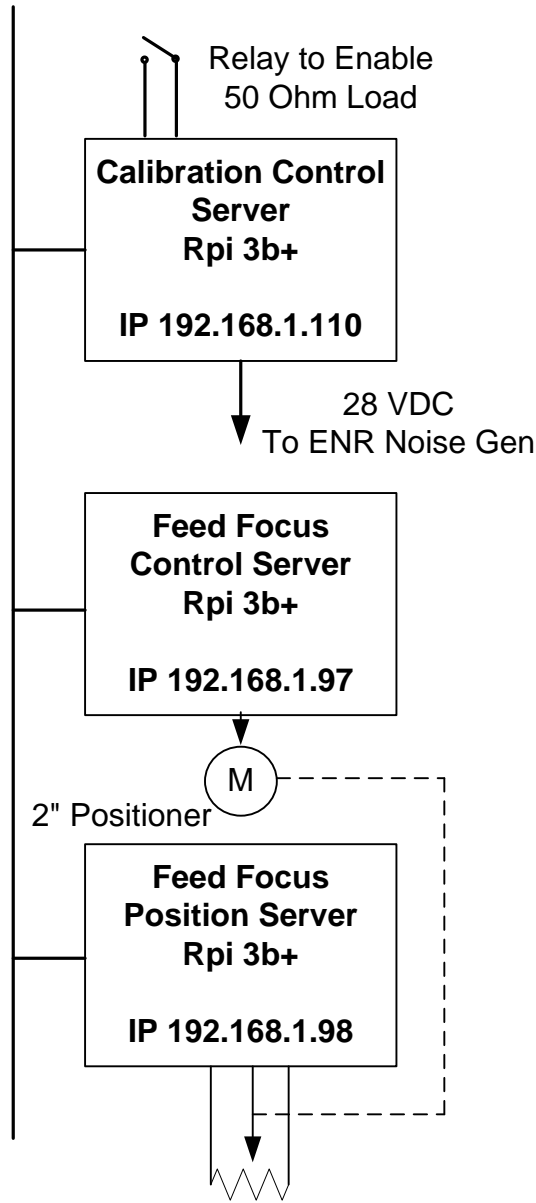 Relay to Enable
50 Ohm Load
Calibration Control
Server
Rpi 3b+
IP 192.168.1.110
28 VDC
To ENR Noise Gen
Feed Focus
Control Server
Rpi 3b+
IP 192.168.1.97
M
2" Positioner
Feed Focus
Position Server
Rpi 3b+
IP 192.168.1.98